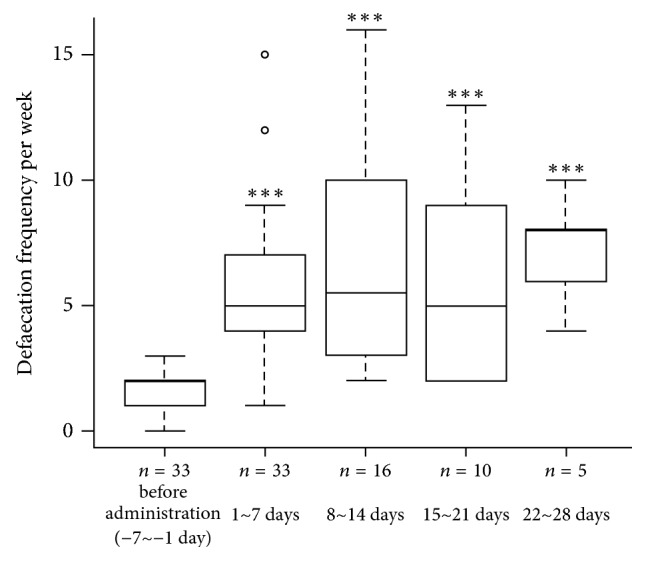 Defaecation frequency per week
15
10
5
0
***
***
***
***
n = 33
before
administration
(−7~−1 day)
n = 33
1~7 days
n = 16
8~14 days
n = 10
15~21 days
n = 5
22~28 days